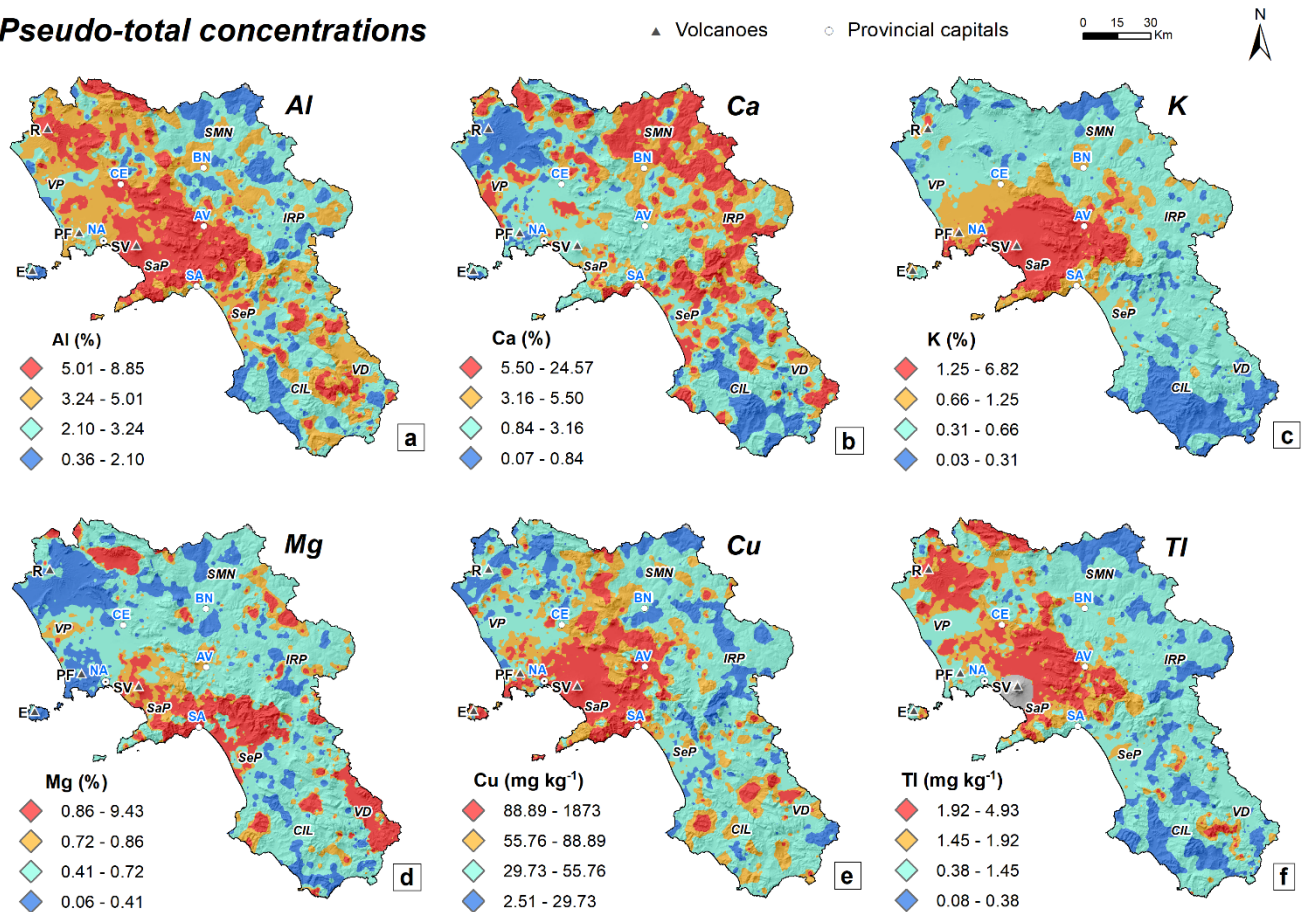 Pseudo-total concentrations
Volcanoes
Provincial capitals
0 15 30
Km
N
Al
R
SMN
BN
CE
VP
AV
IRP
PF
NA
SV
E
SaP
SA
SeP
Al (%)
5.01 - 8.85
3.24 - 5.01
2.10 - 3.24
0.36 - 2.10
VD
CIL
a
Ca
R
SMN
BN
CE
VP
AV
IRP
PF
NA
SV
E
SaP
SA
SeP
Ca (%)
5.50 - 24.57
3.16 - 5.50
0.84 - 3.16
0.07 - 0.84
VD
CIL
b
K
R
SMN
BN
CE
VP
AV
IRP
PF
NA
SV
E
SaP
SA
SeP
K (%)
1.25 - 6.82
0.66 - 1.25
0.31 - 0.66
0.03 - 0.31
VD
CIL
c
Mg
R
SMN
BN
CE
VP
AV
IRP
PF
NA
SV
E
SaP
SA
SeP
Mg (%)
0.86 - 9.43
0.72 - 0.86
0.41 - 0.72
0.06 - 0.41
VD
CIL
d
Cu
R
SMN
BN
CE
VP
AV
IRP
PF
NA
SV
E
SaP
SA
SeP
Cu (mg kg⁻¹)
88.89 - 1873
55.76 - 88.89
29.73 - 55.76
2.51 - 29.73
VD
CIL
e
Tl
R
SMN
BN
CE
VP
AV
IRP
PF
NA
SV
E
SaP
SA
SeP
Tl (mg kg⁻¹)
1.92 - 4.93
1.45 - 1.92
0.38 - 1.45
0.08 - 0.38
VD
CIL
f